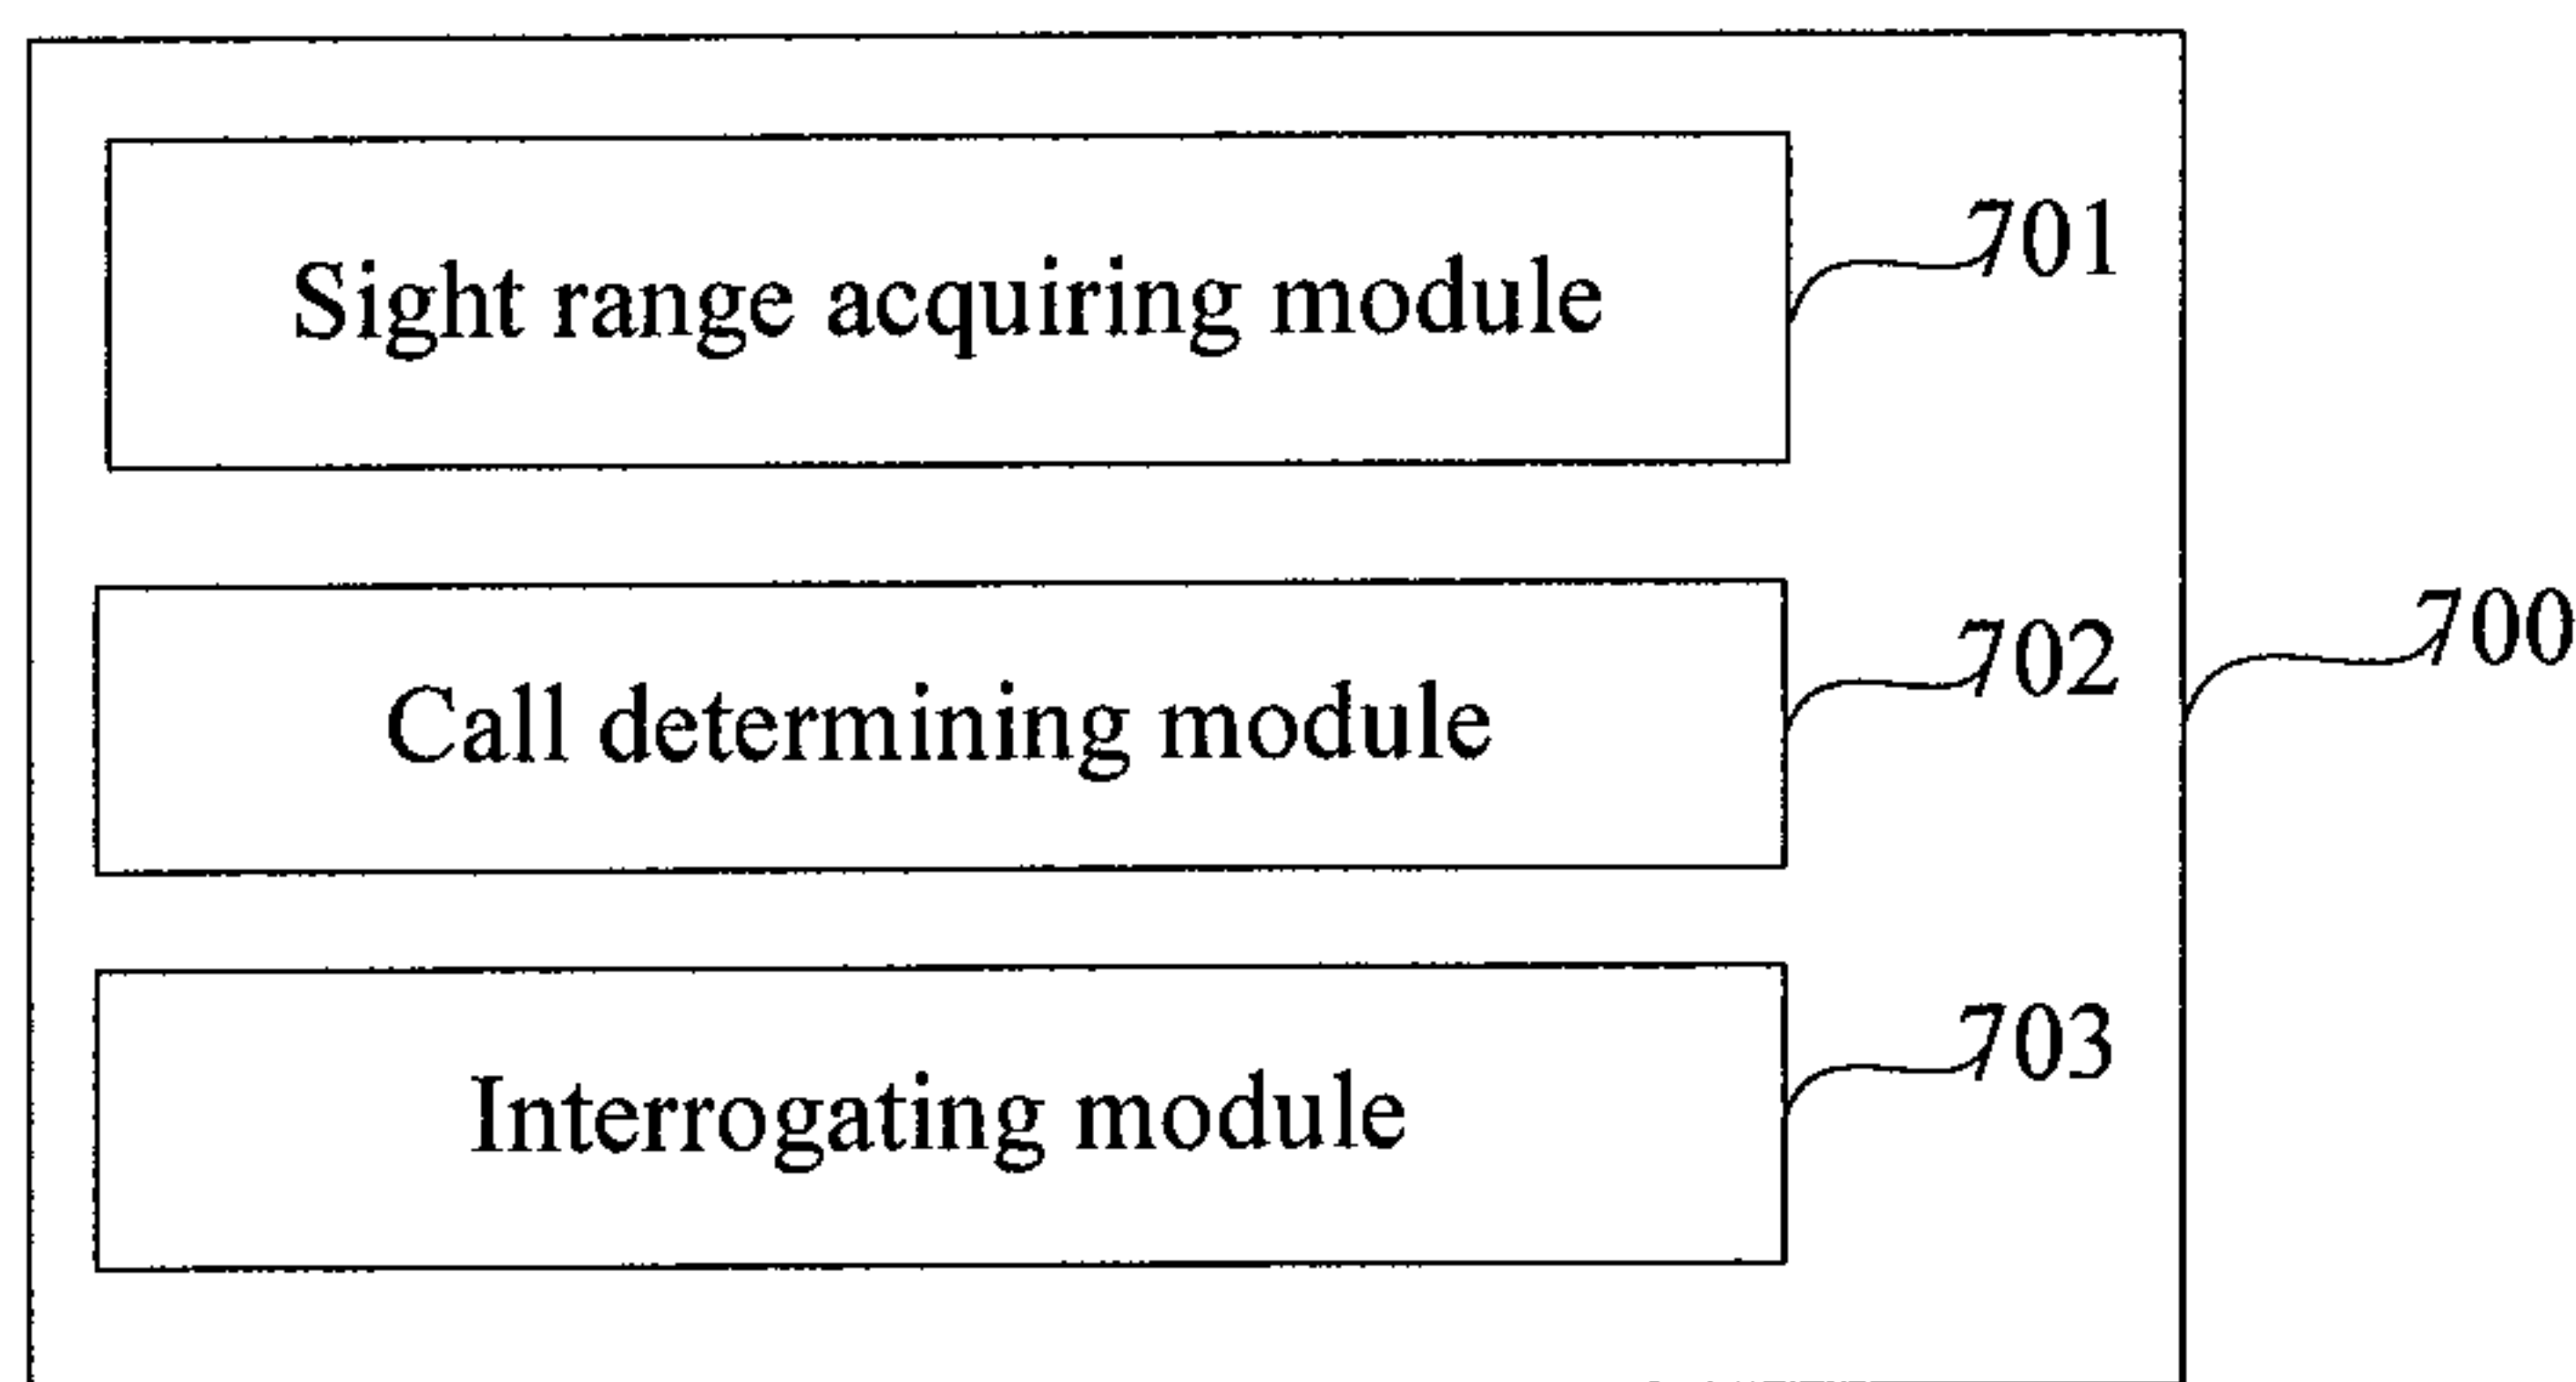 Sight range acquiring module
701
Call determining module
702
700
Interrogating module
703